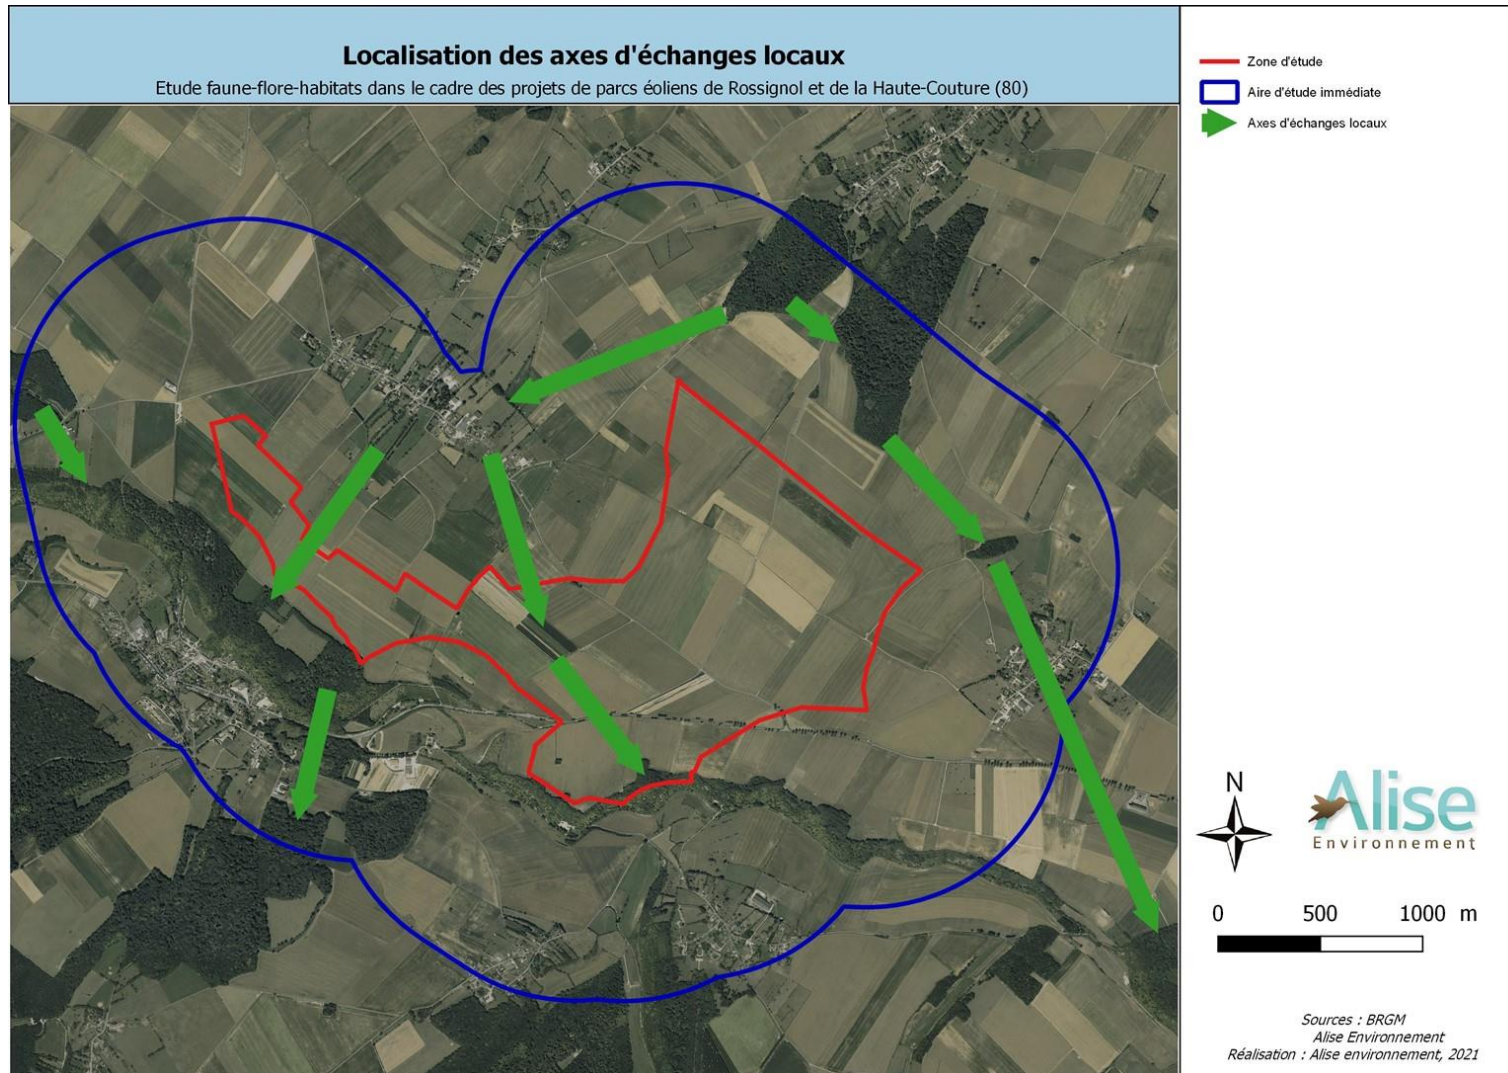 Localisation des axes d'échanges locaux
Etude faune-flore-habitats dans le cadre des projets de parcs éoliens de Rossignol et de la Haute-Couture (80)
Zone d'étude
Aire d'étude immédiate
Axes d'échanges locaux
N
Alise
Environnement
0 500 1000 m
Sources : BRGM
Alise Environnement
Réalisation : Alise environnement, 2021